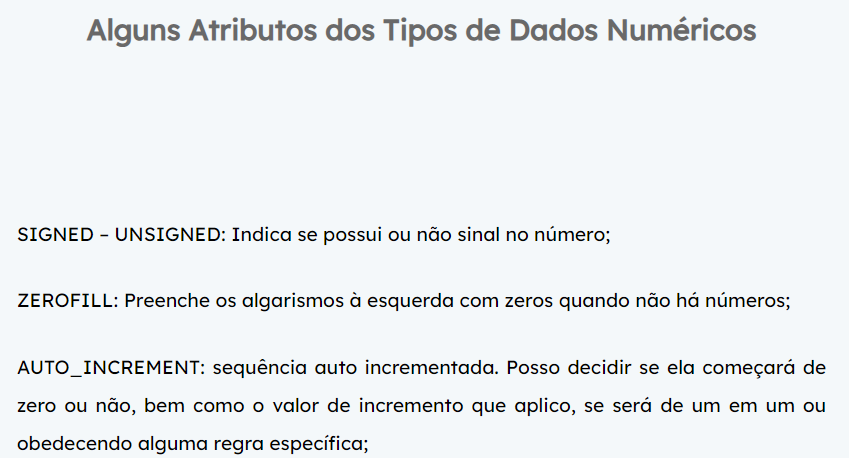 Alguns Atributos dos Tipos de Dados Numéricos
SIGNED – UNSIGNED: Indica se possui ou não sinal no número;
ZEROFILL: Preenche os algarismos à esquerda com zeros quando não há números;
AUTO_INCREMENT: sequência auto incrementada. Posso decidir se ela começará de
zero ou não, bem como o valor de incremento que aplico, se será de um em um ou
obedecendo alguma regra específica;